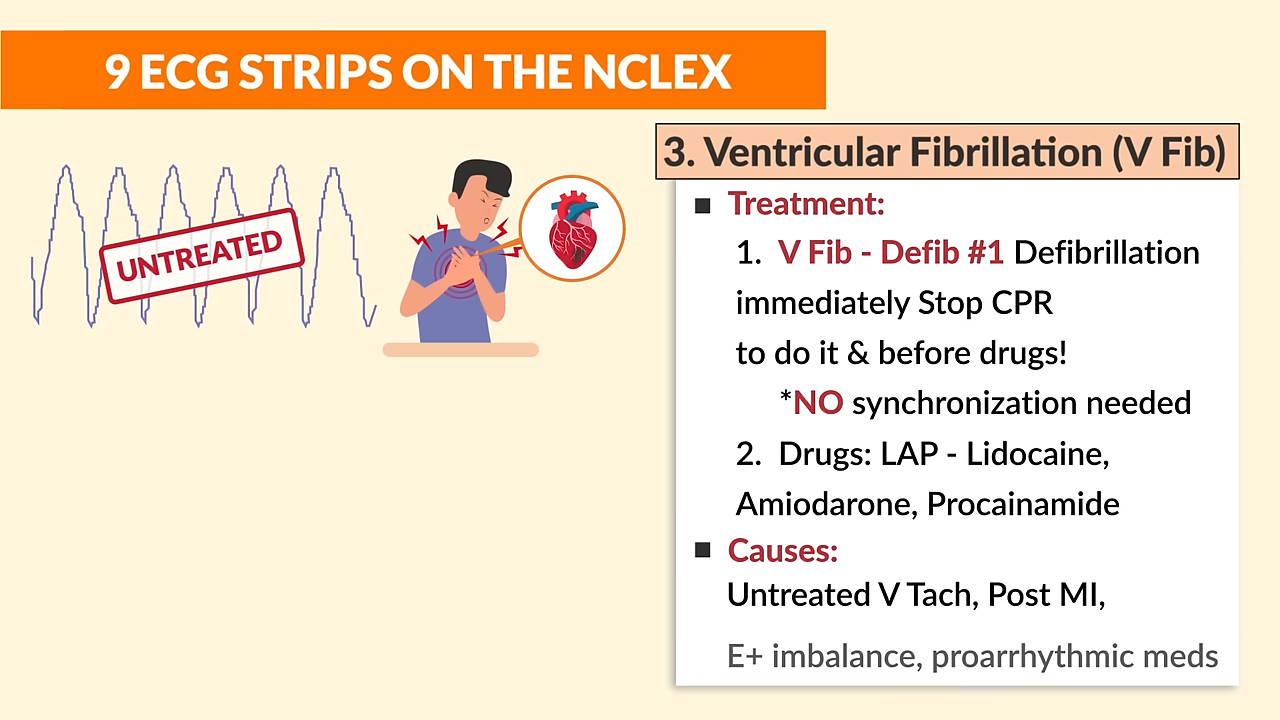 9 ECG STRIPS ON THE NCLEX
UNTREATED
3. Ventricular Fibrillation (V Fib)
■ Treatment:
1. V Fib - Defib #1 Defibrillation
immediately Stop CPR
to do it & before drugs!
*NO synchronization needed
2. Drugs: LAP - Lidocaine,
Amiodarone, Procainamide
■ Causes:
Untreated V Tach, Post MI,
E+ imbalance, proarrhythmic meds